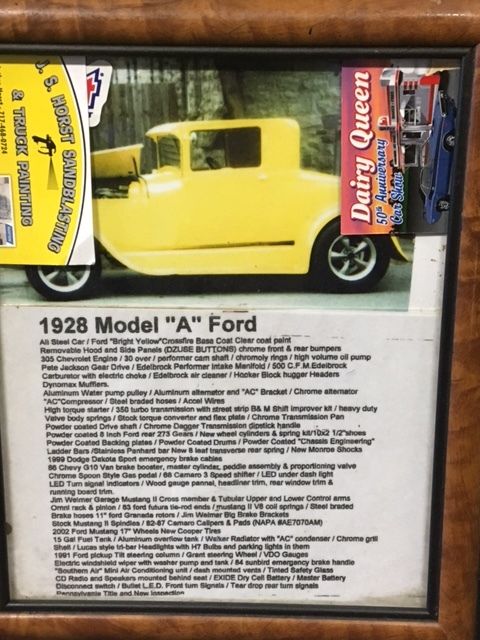 J. S. HORST SANDBLASTING
& TRUCK PAINTING
717-468-0724
Dairy Queen
50th Anniversary
Car Show
1928 Model "A" Ford
All Steel Car / Ford "Bright Yellow"Crossfire Base Coat Clear coat paint
Removable Hood and Side Panels (DZUSE BUTTONS) chrome front & rear bumpers
305 Chevrolet Engine / 30 over / performer cam shaft / chromoly rings / high volume oil pump
Pete Jackson Gear Drive / Edelbrock Performer Intake Manifold / 500 C.F.M.Edelbrock
Carburetor with electric choke / Edelbrock air cleaner / Hooker Block hugger Headers
Dynomax Mufflers.
Aluminum Water pump pulley / Aluminum alternator and "AC" Bracket / Chrome alternator
"AC"Compressor / Steel braded hoses / Accel Wires
High torque starter / 350 turbo transmission with street strip B& M Shift improver kit / heavy duty
Valve body springs / Stock torque converter and flex plate / Chrome Transmission Pan
Powder coated Drive shaft / Chrome Dagger Transmission dipstick handle
Powder coated 8 inch Ford rear 273 Gears / New wheel cylinders & spring kit/10x2 1/2"shoes
Powder Coated Backing plates / Powder Coated Drums / Powder Coated "Chassis Engineering"
Ladder Bars /Stainless Panhard bar New 8 leaf transverse rear spring / New Monroe Shocks
1999 Dodge Dakota Sport emergency brake cables
86 Chevy G10 Van brake booster, master cylinder, peddle assembly & proportioning valve
Chrome Spoon Style Gas pedal / 68 Camaro 3 Speed shifter / LED under dash light
LED Turn signal indicators / Wood gauge pannal, headliner trim, rear window trim &
running board trim.
Jim Weimer Garage Mustang II Cross member & Tubular Upper and Lower Control arms
Omni rack & pinion / 83 ford future tie-rod ends / mustang II V8 coil springs / Steel braded
Brake hoses 11" ford Granada rotors / Jim Weimer Big Brake Brackets
Stock Mustang II Spindles / 82-87 Camaro Calipers & Pads (NAPA #AE7070AM)
2002 Ford Mustang 17" Wheels New Cooper Tires
15 Gal Fuel Tank / Aluminum overflow tank / Walker Radiator with "AC" condenser / Chrome grill
Shell / Lucas style tri-bar Headlights with H7 Bulbs and parking lights in them
1991 Ford pickup Tilt steering column / Grant steering Wheel / VDO Gauges
Electric windshield wiper with washer pump and tank / 84 sunbird emergency brake handle
"Southern Air" Mini Air Conditioning unit / dash mounted vents / Tinted Safety Glass
CD Radio and Speakers mounted behind seat / EXIDE Dry Cell Battery / Master Battery
Disconnect switch / Bullet L.E.D. Front turn Signals / Tear drop rear turn signals
Pennsylvania Title and New Inspection